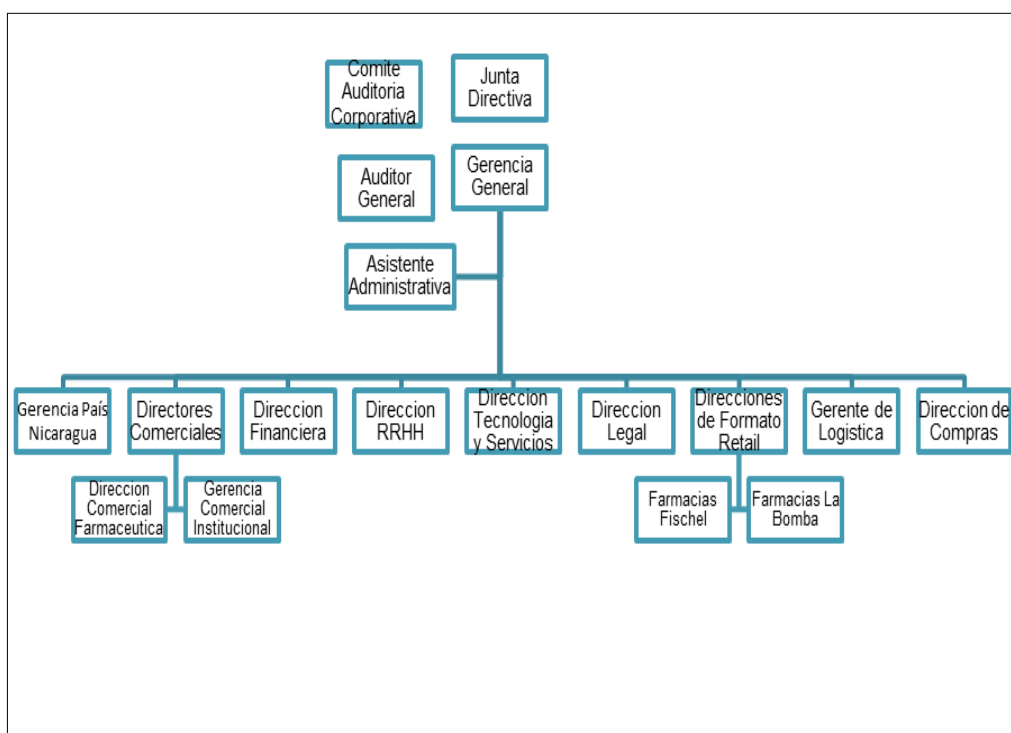 Comite
Auditoria
Corporativa
Junta
Directiva
Auditor
General
Gerencia
General
Asistente
Administrativa
Gerencia País
Nicaragua
Directores
Comerciales
Direccion
Financiera
Direccion
RRHH
Direccion
Tecnologia
y Servicios
Direccion
Legal
Direcciones
de Formato
Retail
Gerente de
Logistica
Direccion de
Compras
Direccion
Comercial
Farmaceutica
Gerencia
Comercial
Institucional
Farmacias
Fischel
Farmacias La
Bomba